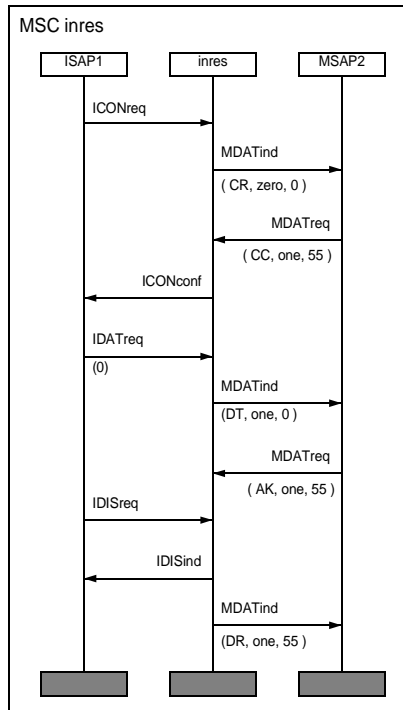 MSC inres
ISAP1 inres MSAP2
ICONreq
MDATind
( CR, zero, 0 )
MDATreq
( CC, one, 55 )
ICONconf
IDATreq
(0)
MDATind
(DT, one, 0 )
MDATreq
( AK, one, 55 )
IDISreq
IDISind
MDATind
(DR, one, 55 )